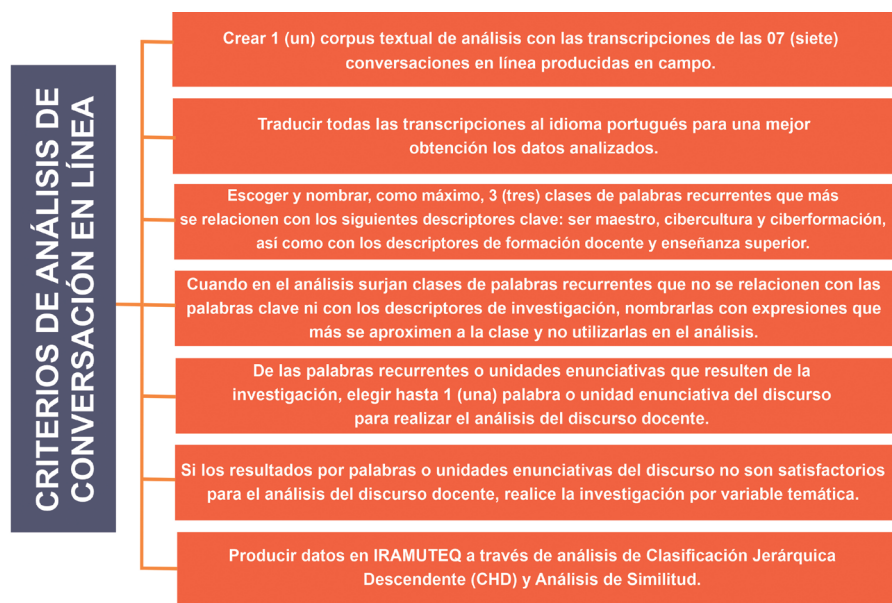 CRITERIOS DE ANÁLISIS DE
CONVERSACIÓN EN LÍNEA
Crear 1 (un) corpus textual de análisis con las transcripciones de las 07 (siete)
conversaciones en línea producidas en campo.
Traducir todas las transcripciones al idioma portugués para una mejor
obtención los datos analizados.
Escoger y nombrar, como máximo, 3 (tres) clases de palabras recurrentes que más
se relacionen con los siguientes descriptores clave: ser maestro, cibercultura y ciberformación,
así como con los descriptores de formación docente y enseñanza superior.
Cuando en el análisis surjan clases de palabras recurrentes que no se relacionen con las
palabras clave ni con los descriptores de investigación, nombrarlas con expresiones que
más se aproximen a la clase y no utilizarlas en el análisis.
De las palabras recurrentes o unidades enunciativas que resulten de la
investigación, elegir hasta 1 (una) palabra o unidad enunciativa del discurso
para realizar el análisis del discurso docente.
Si los resultados por palabras o unidades enunciativas del discurso no son satisfactorios
para el análisis del discurso docente, realice la investigación por variable temática.
Producir datos en IRAMUTEQ a través de análisis de Clasificación Jerárquica
Descendente (CHD) y Análisis de Similitud.